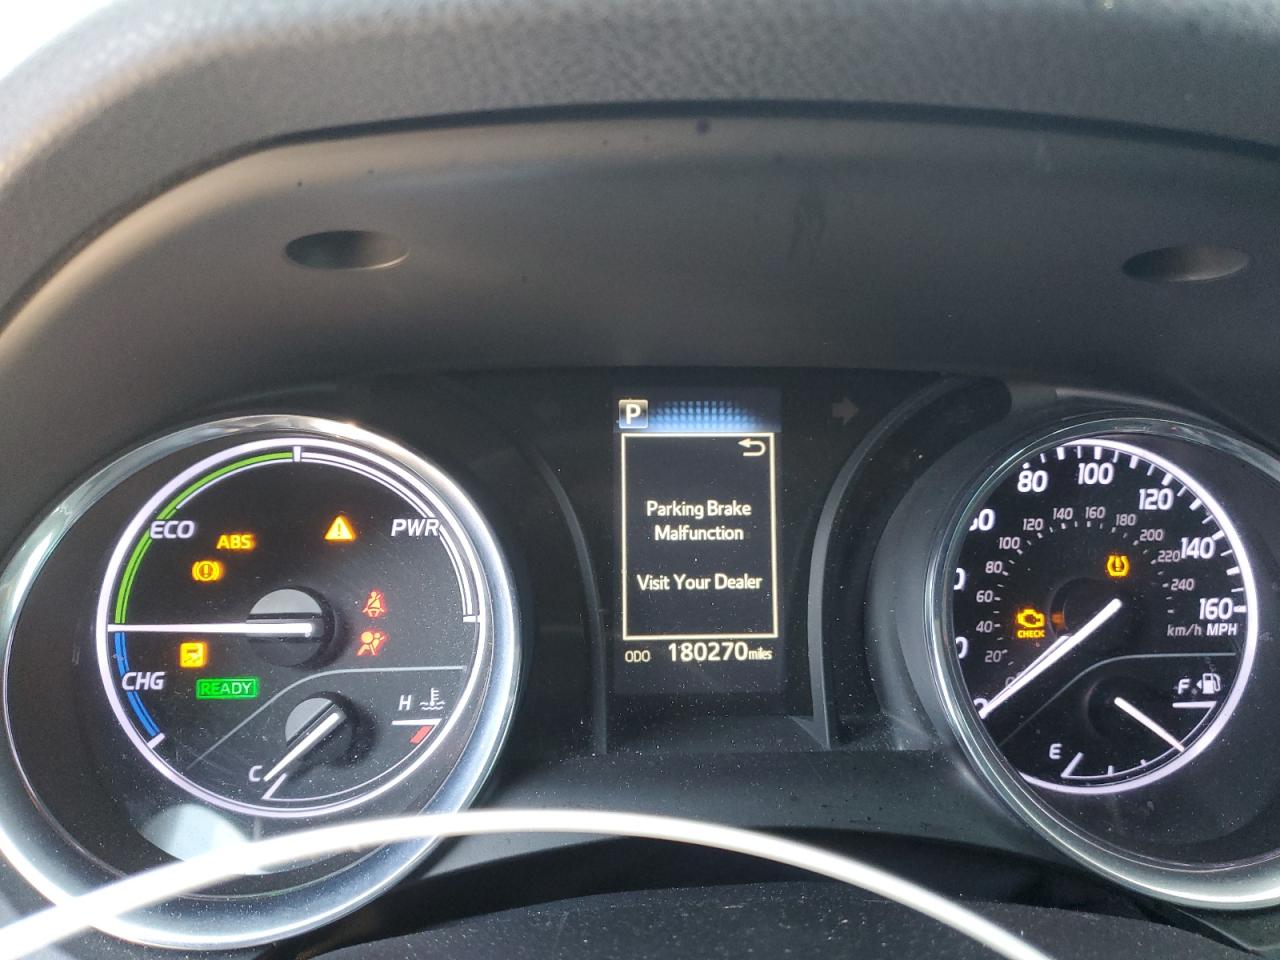 ECO
PWR
ABS
CHG
READY
H
C
P
Parking Brake
Malfunction
Visit Your Dealer
ODO 180270 miles
80
100
120
140
160
km/h MPH
20
40
60
80
100
120
140
160
180
200
220
240
CHECK
F
E